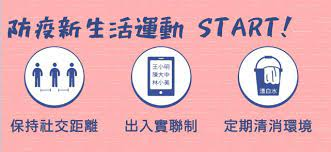 防疫新生活運動 START!
王小明
陳大中
林小美
漂白水
保持社交距離
出入實聯制
定期清消環境